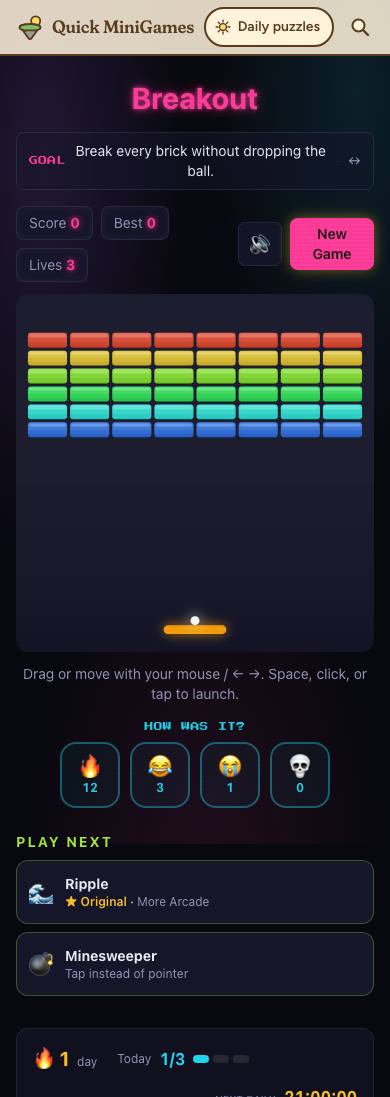 Quick MiniGames
Daily puzzles
Breakout
GOAL
Break every brick without dropping the
ball.
Score 0
Best 0
Lives 3
New
Game
Drag or move with your mouse / ← →. Space, click, or
tap to launch.
HOW WAS IT?
12
3
1
0
PLAY NEXT
Ripple
Original · More Arcade
Minesweeper
Tap instead of pointer
1 day
Today 1/3
21:00:00